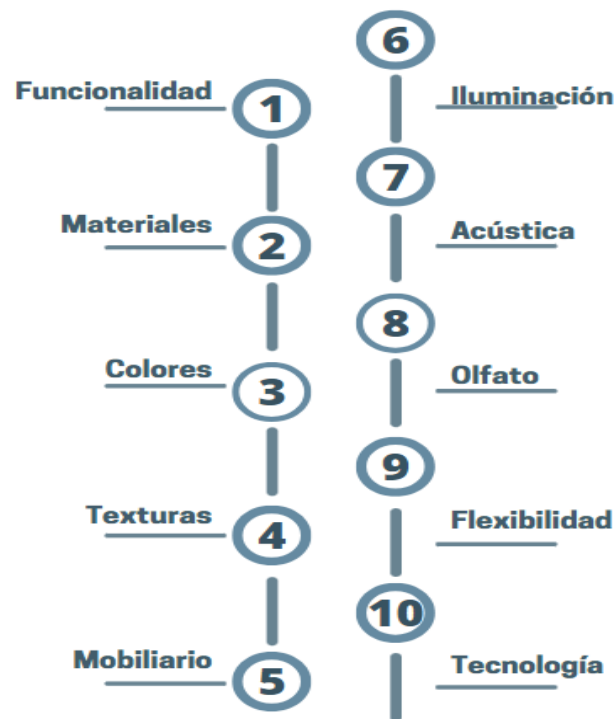 Funcionalidad
1
Materiales
2
Colores
3
Texturas
4
Mobiliario
5
6
Iluminación
7
Acústica
8
Olfato
9
Flexibilidad
10
Tecnología